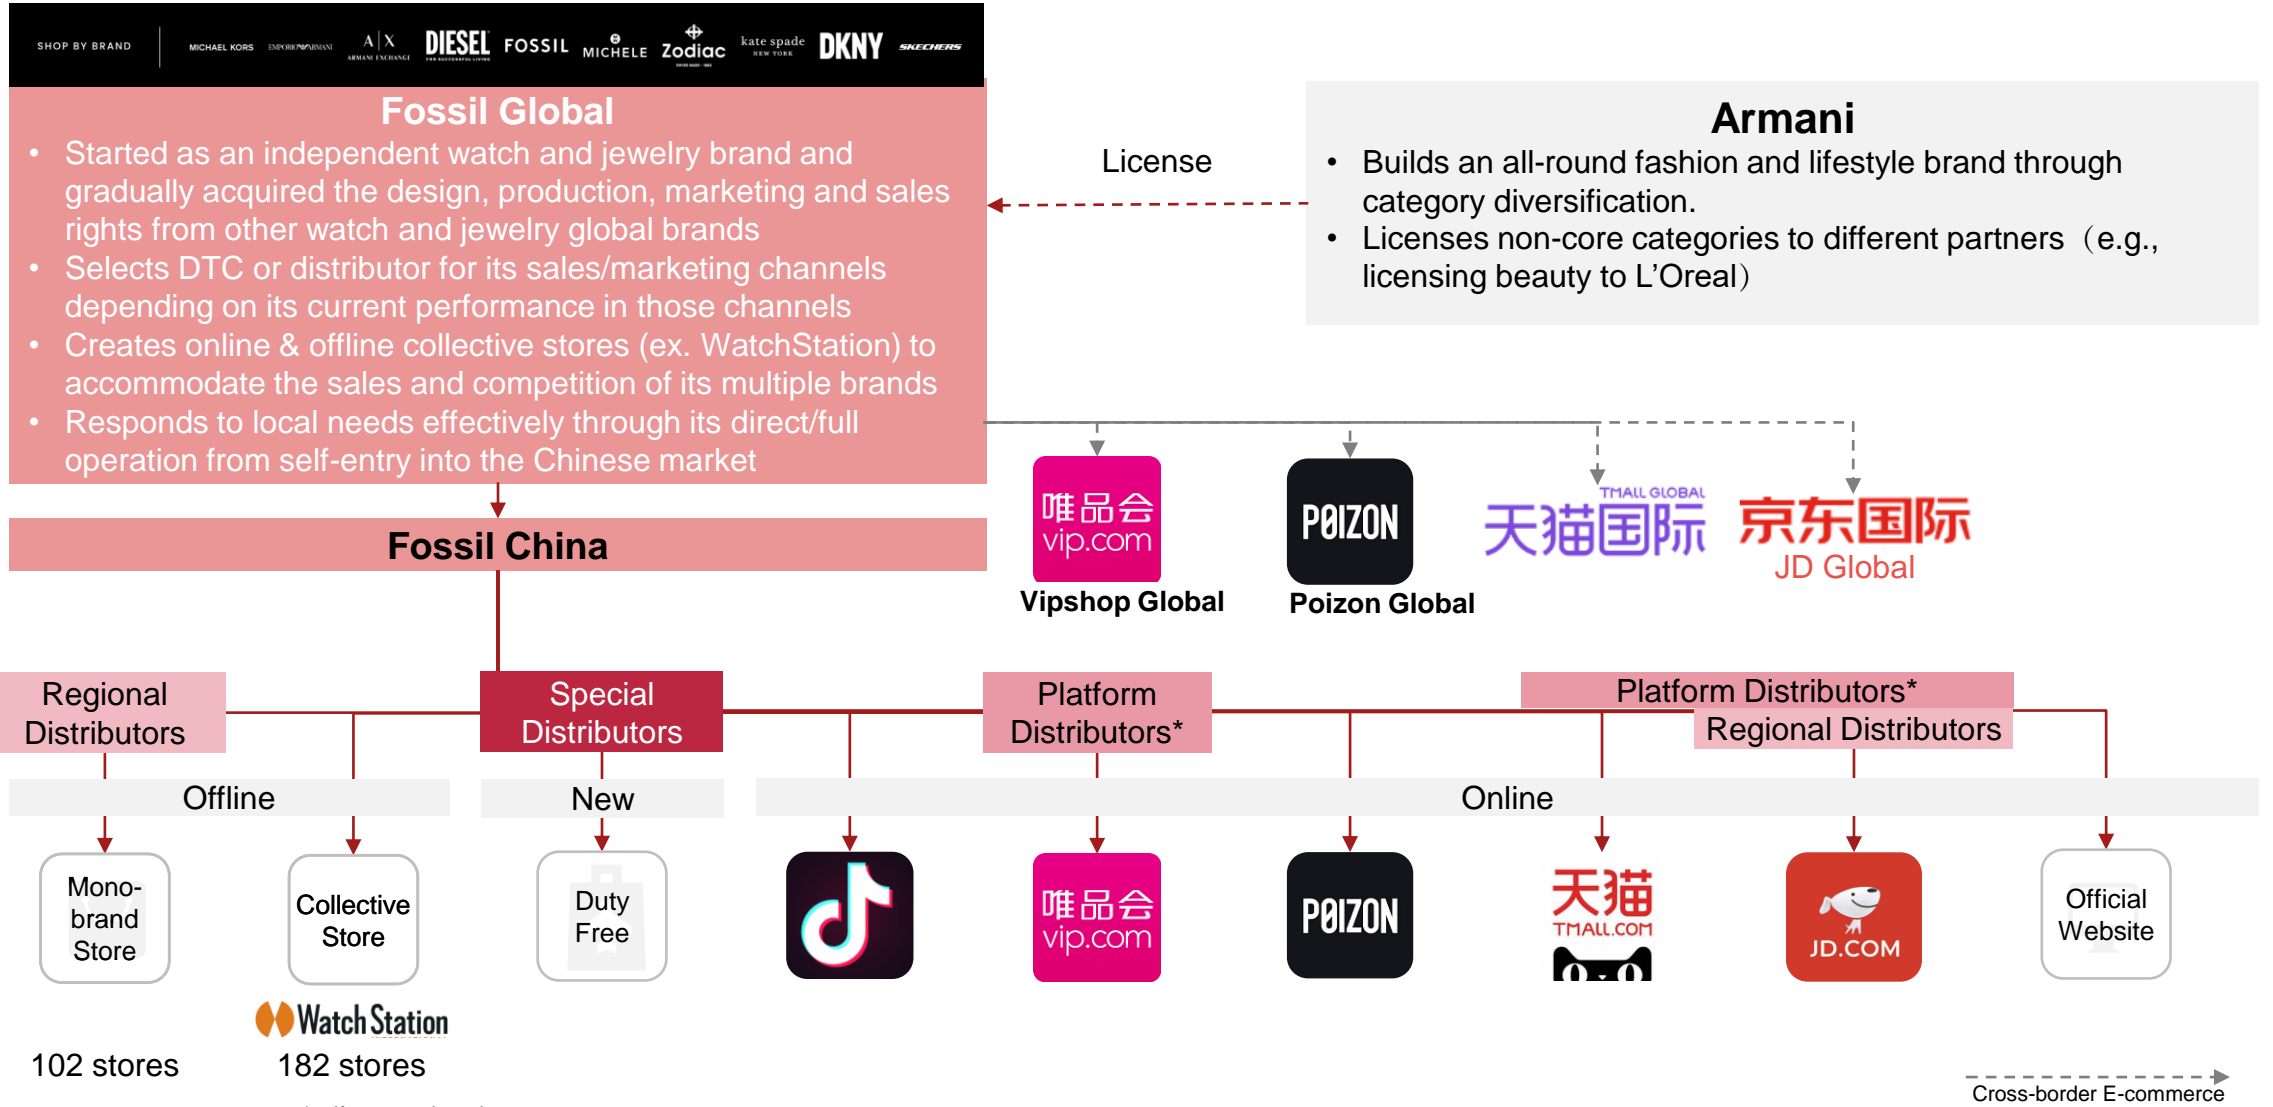 SHOP BY BRAND
MICHAEL KORS
EMPORIO ARMANI
A|X
ARMANI EXCHANGE
DIESEL
FOR SUCCESSFUL LIVING
FOSSIL
MICHELE
Zodiac
kate spade
NEW YORK
DKNY
SKECHERS
Fossil Global
• Started as an independent watch and jewelry brand and
gradually acquired the design, production, marketing and sales
rights from other watch and jewelry global brands
• Selects DTC or distributor for its sales/marketing channels
depending on its current performance in those channels
• Creates online & offline collective stores (ex. WatchStation) to
accommodate the sales and competition of its multiple brands
• Responds to local needs effectively through its direct/full
operation from self-entry into the Chinese market
License
Armani
• Builds an all-round fashion and lifestyle brand through
category diversification.
• Licenses non-core categories to different partners（e.g.,
licensing beauty to L’Oreal）
Fossil China
唯品会
vip.com
Vipshop Global
POIZON
Poizon Global
TMALL GLOBAL
天猫国际
京东国际
JD Global
Regional
Distributors
Special
Distributors
Platform
Distributors*
Platform Distributors*
Regional Distributors
Offline
New
Online
Mono-
brand
Store
Collective
Store
Duty
Free
唯品会
vip.com
POIZON
天猫
TMALL.COM
JD.COM
Official
Website
Watch Station
102 stores
182 stores
Cross-border E-commerce